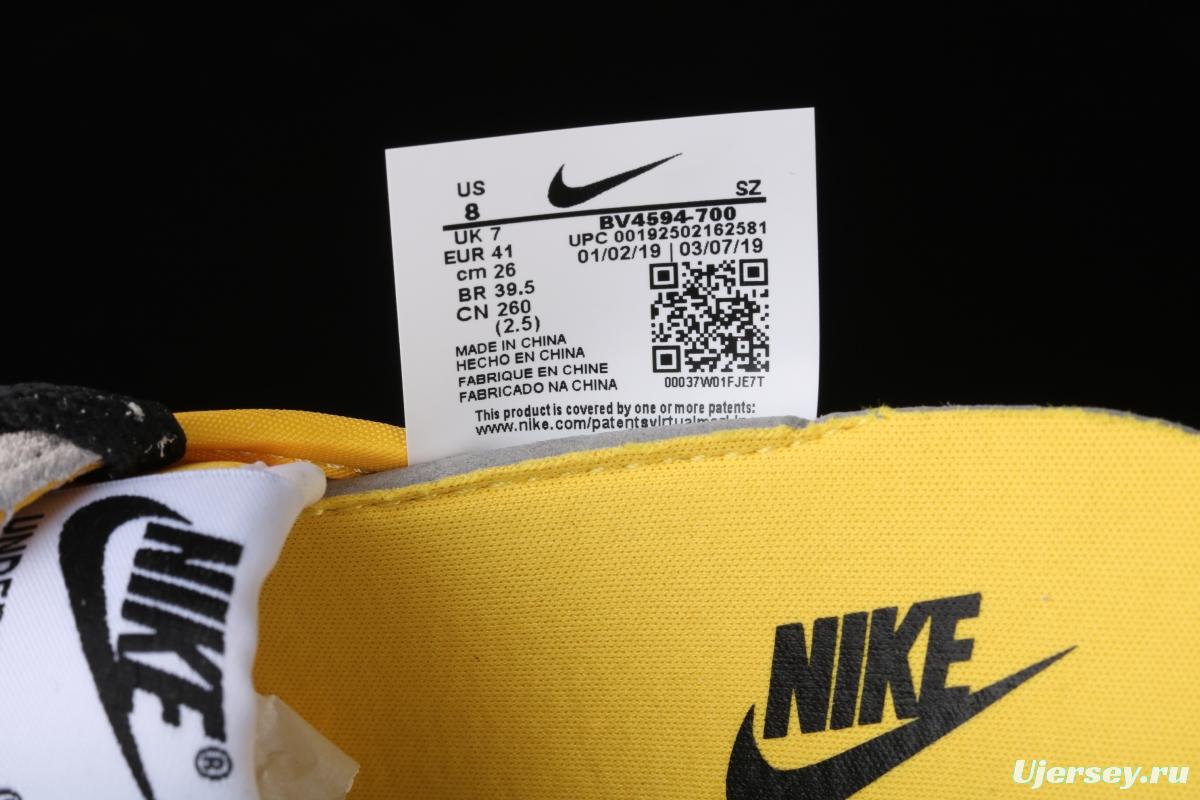 US
8
SZ
BV4594-700
UPC 00192502162581
01/02/19 | 03/07/19
UK 7
EUR 41
cm 26
BR 39.5
CN 260
(2.5)
MADE IN CHINA
HECHO EN CHINA
FABRIQUE EN CHINE
FABRICADO NA CHINA
00037W01FJE7T
This product is covered by one or more patents:
NIKE
®
NIKE
Ujersey.ru